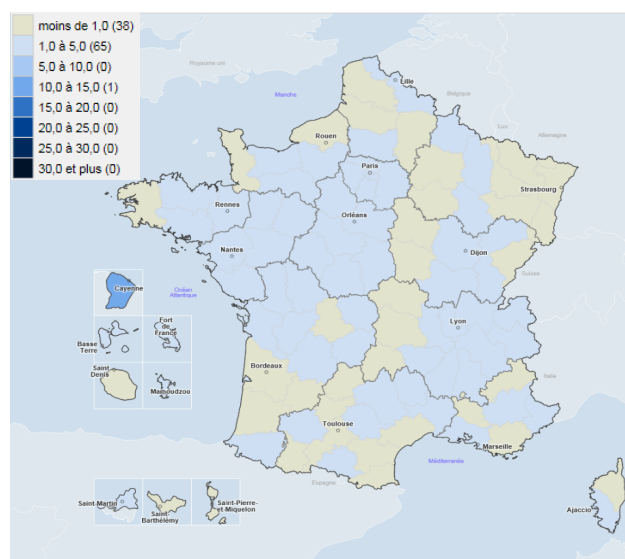 moins de 1,0 (38)
1,0 à 5,0 (65)
5,0 à 10,0 (0)
10,0 à 15,0 (1)
15,0 à 20,0 (0)
20,0 à 25,0 (0)
25,0 à 30,0 (0)
30,0 et plus (0)
Royaume uni
Manche
Lille
Belgique
Lux
Allemagne
Rouen
Paris
Strasbourg
Rennes
Orléans
Nantes
Dijon
Suisse
Océan
Atlantique
Cayenne
Lyon
Basse
Terre
Fort
de
France
Italie
Bordeaux
Saint
Denis
Mamoudzou
Toulouse
Marseille
Méditerranée
Espagne
Saint-Martin
Saint-
Barthélémy
Saint-Pierre-
et-Miquelon
Ajaccio